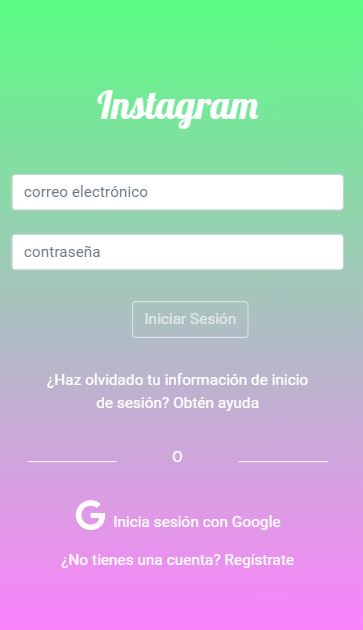 Instagram
correo electrónico
contraseña
Iniciar Sesión
¿Haz olvidado tu información de inicio
de sesión? Obtén ayuda
O
G Inicia sesión con Google
¿No tienes una cuenta? Regístrate